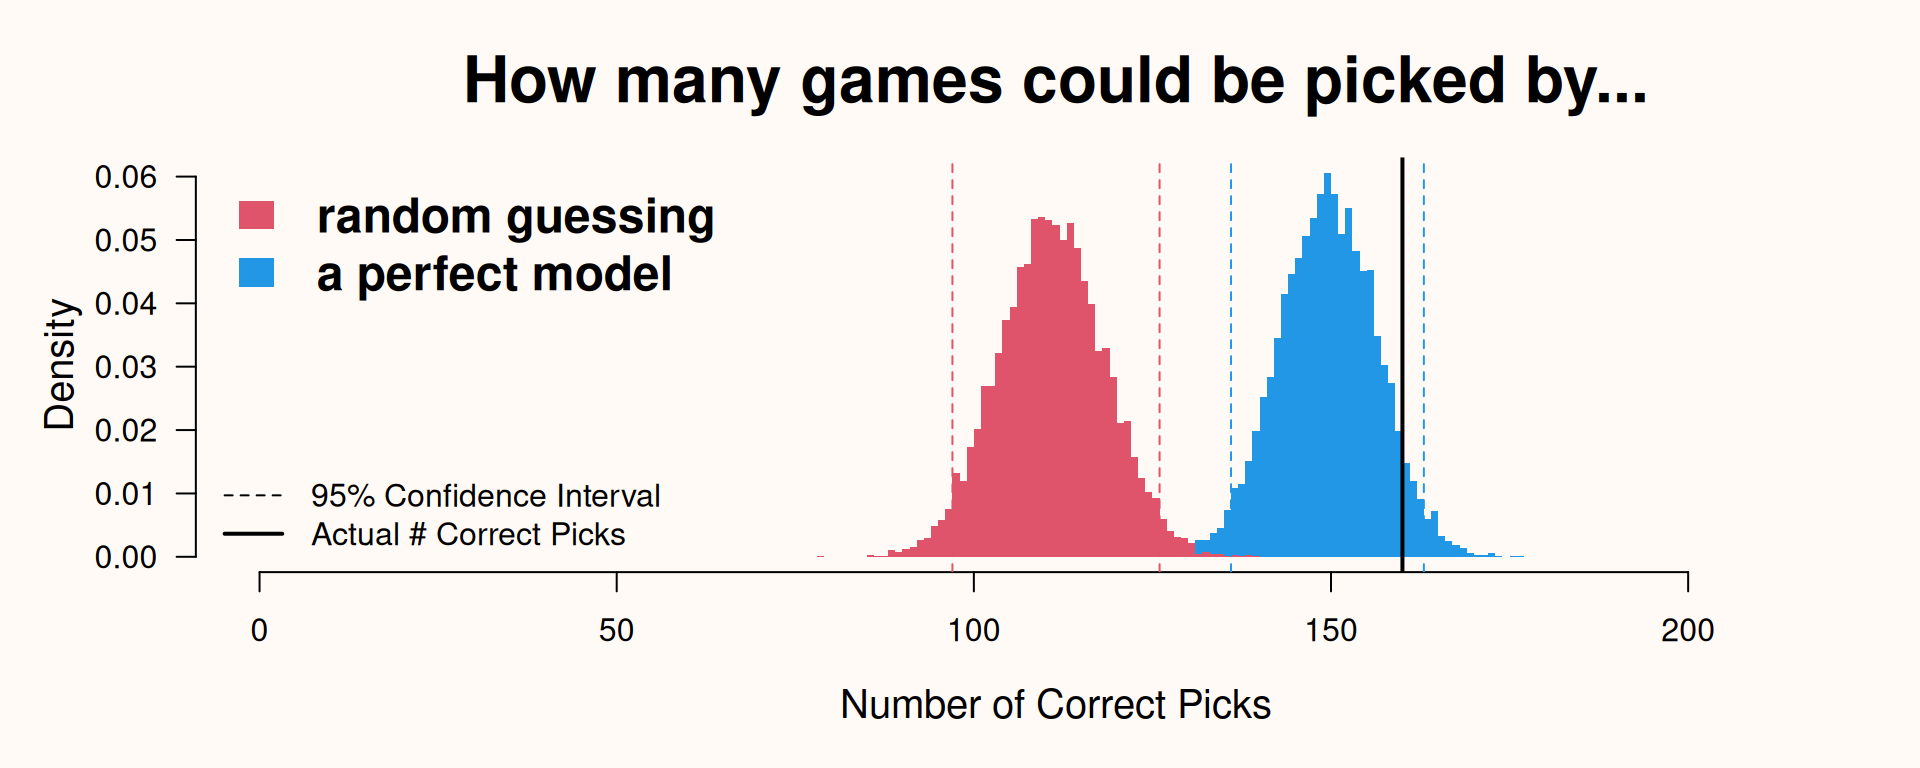 How many games could be picked by...
random guessing
a perfect model
95% Confidence Interval
Actual # Correct Picks
Density
0.06
0.05
0.04
0.03
0.02
0.01
0.00
0 50 100 150 200
Number of Correct Picks